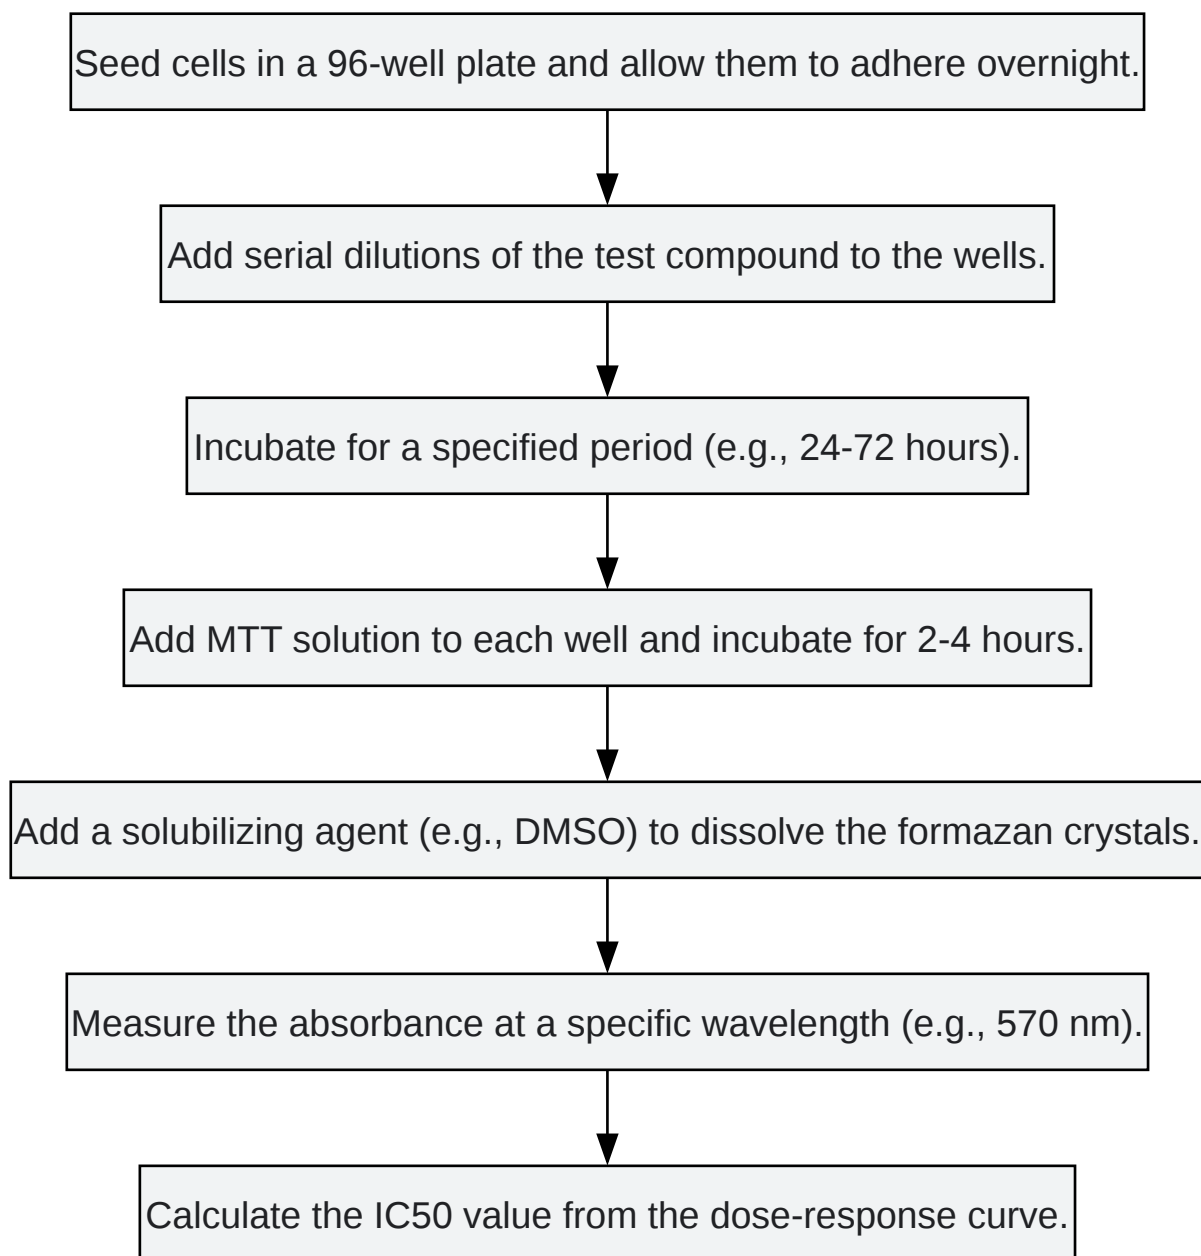 Seed cells in a 96-well plate and allow them to adhere overnight.
Add serial dilutions of the test compound to the wells.
Incubate for a specified period (e.g., 24-72 hours).
Add MTT solution to each well and incubate for 2-4 hours.
Add a solubilizing agent (e.g., DMSO) to dissolve the formazan crystals.
Measure the absorbance at a specific wavelength (e.g., 570 nm).
Calculate the IC50 value from the dose-response curve.